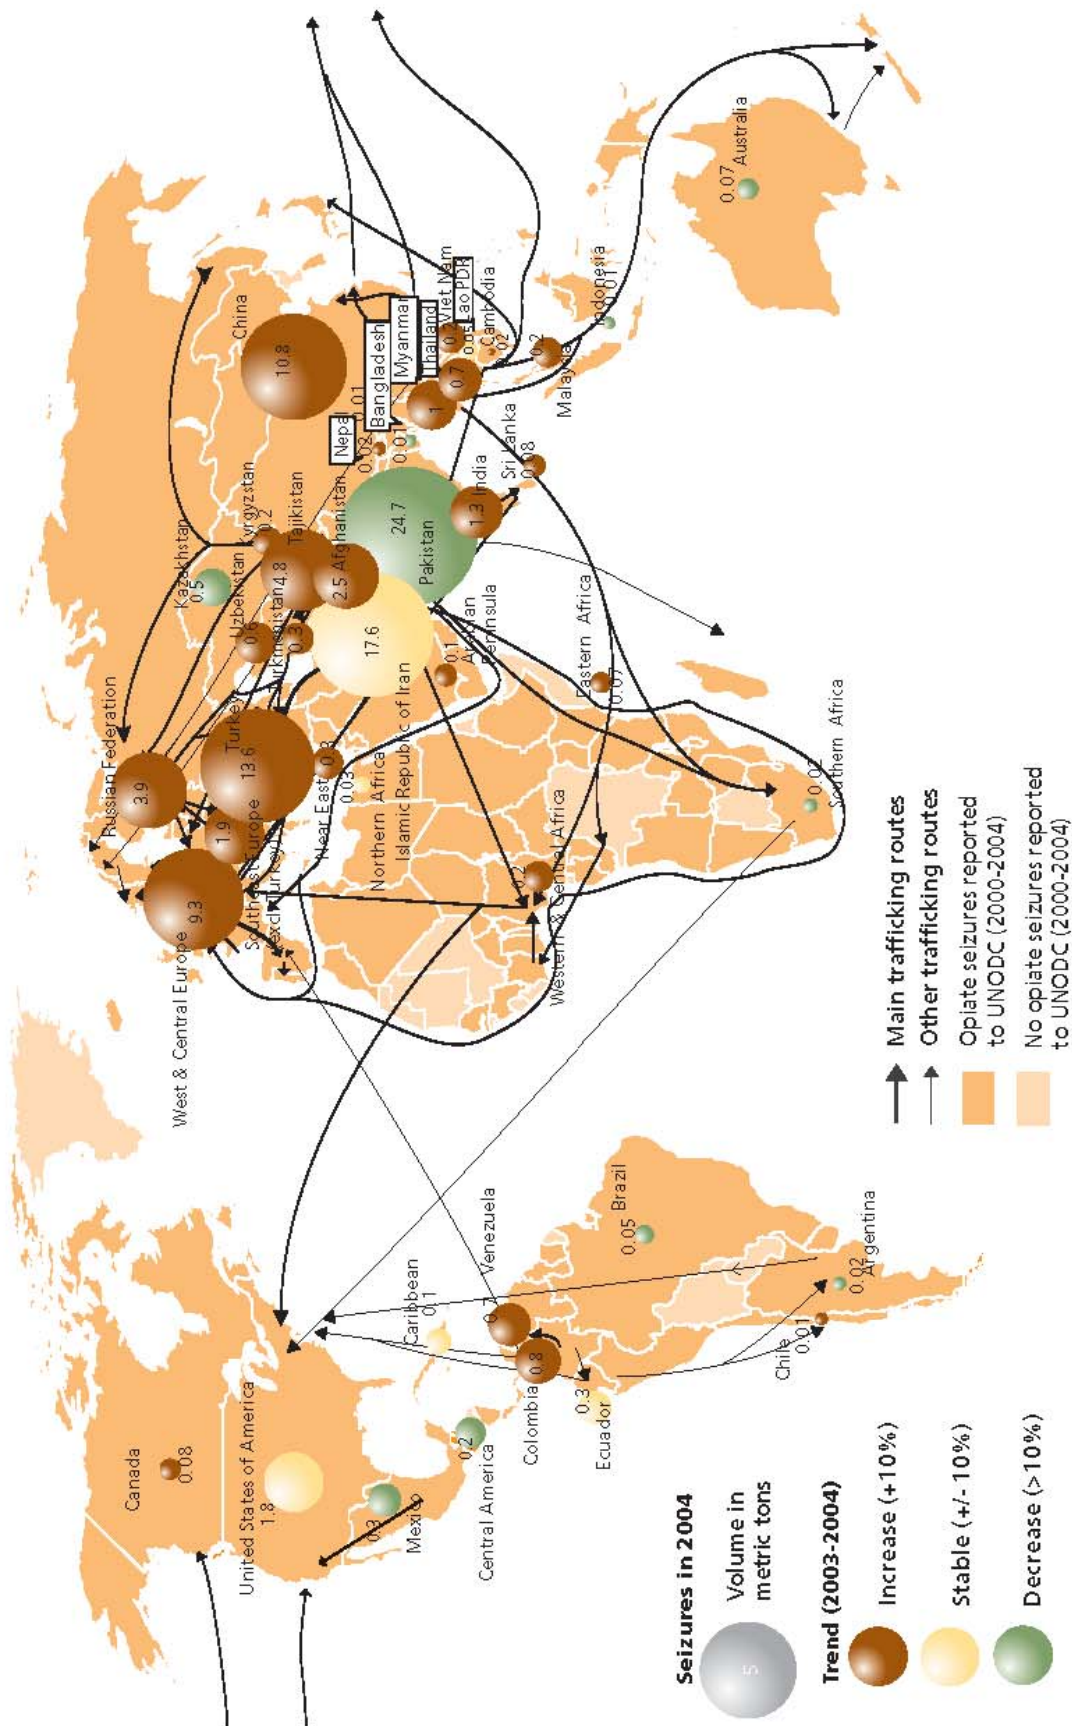 Canada
0.08
United States of America
1.8
0.3
Mexico
0.2
Central America
Caribbean
0.1
Venezuela
0.7
0.8
Colombia
0.3
Ecuador
0.05 Brazil
Chile
0.01
0.02
Argentina
West & Central Europe
9.3
Russian Federation
3.9
1.9
Turkey
13.6
Near East
0.3
0.03
Northern Africa
Islamic Republic of Iran
17.6
Kazakhstan
0.5
Uzbekistan
0.6
Turkmenistan
0.3
Kyrgyzstan
0.2
Tajikistan
4.8
Afghanistan
2.5
Pakistan
24.7
0.1
Arabian
Peninsula
India
1.3
Sri Lanka
0.08
Nepal
0.02
0.01
Bangladesh
0.01
Myanmar
1
Thailand
0.7
Viet Nam
0.2
Lao PDR
0.05
Cambodia
0.2
Malaysia
Indonesia
0.01
China
10.8
0.07 Australia
Eastern Africa
0.07
0.2
Western & Central Africa
Southern Africa
Main trafficking routes
Other trafficking routes
Opiate seizures reported
to UNODC (2000-2004)
No opiate seizures reported
to UNODC (2000-2004)
Seizures in 2004
5
Volume in
metric tons
Trend (2003-2004)
Increase (+10%)
Stable (+/- 10%)
Decrease (>10%)